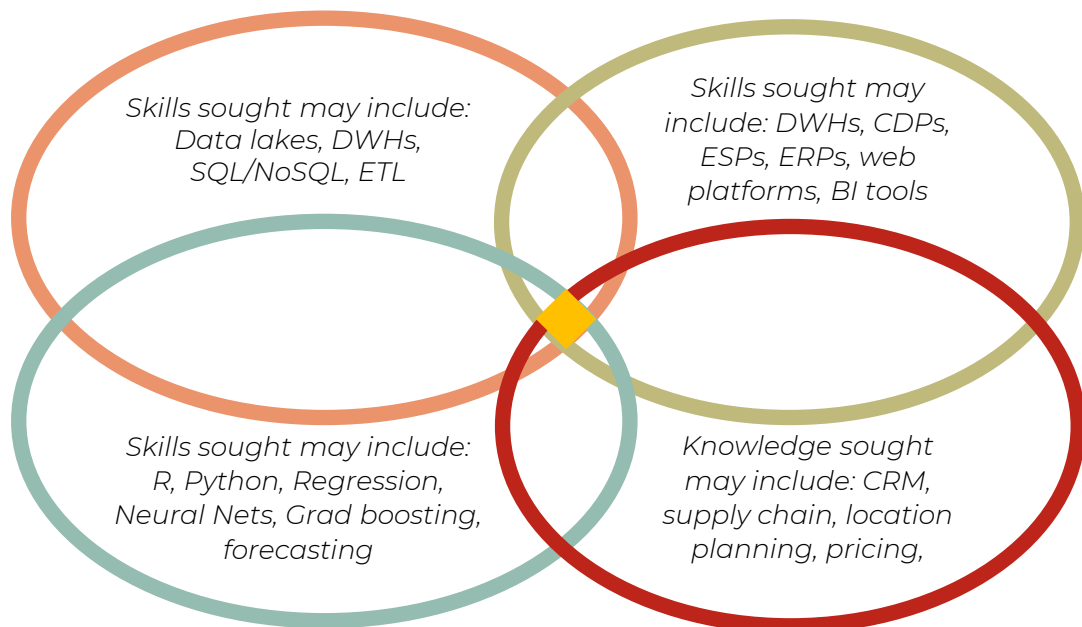 Skills sought may include:
Data lakes, DWHs,
SQL/NoSQL, ETL
Skills sought may
include: DWHs, CDPs,
ESPs, ERPs, web
platforms, BI tools
Skills sought may include:
R, Python, Regression,
Neural Nets, Grad boosting,
forecasting
Knowledge sought
may include: CRM,
supply chain, location
planning, pricing,